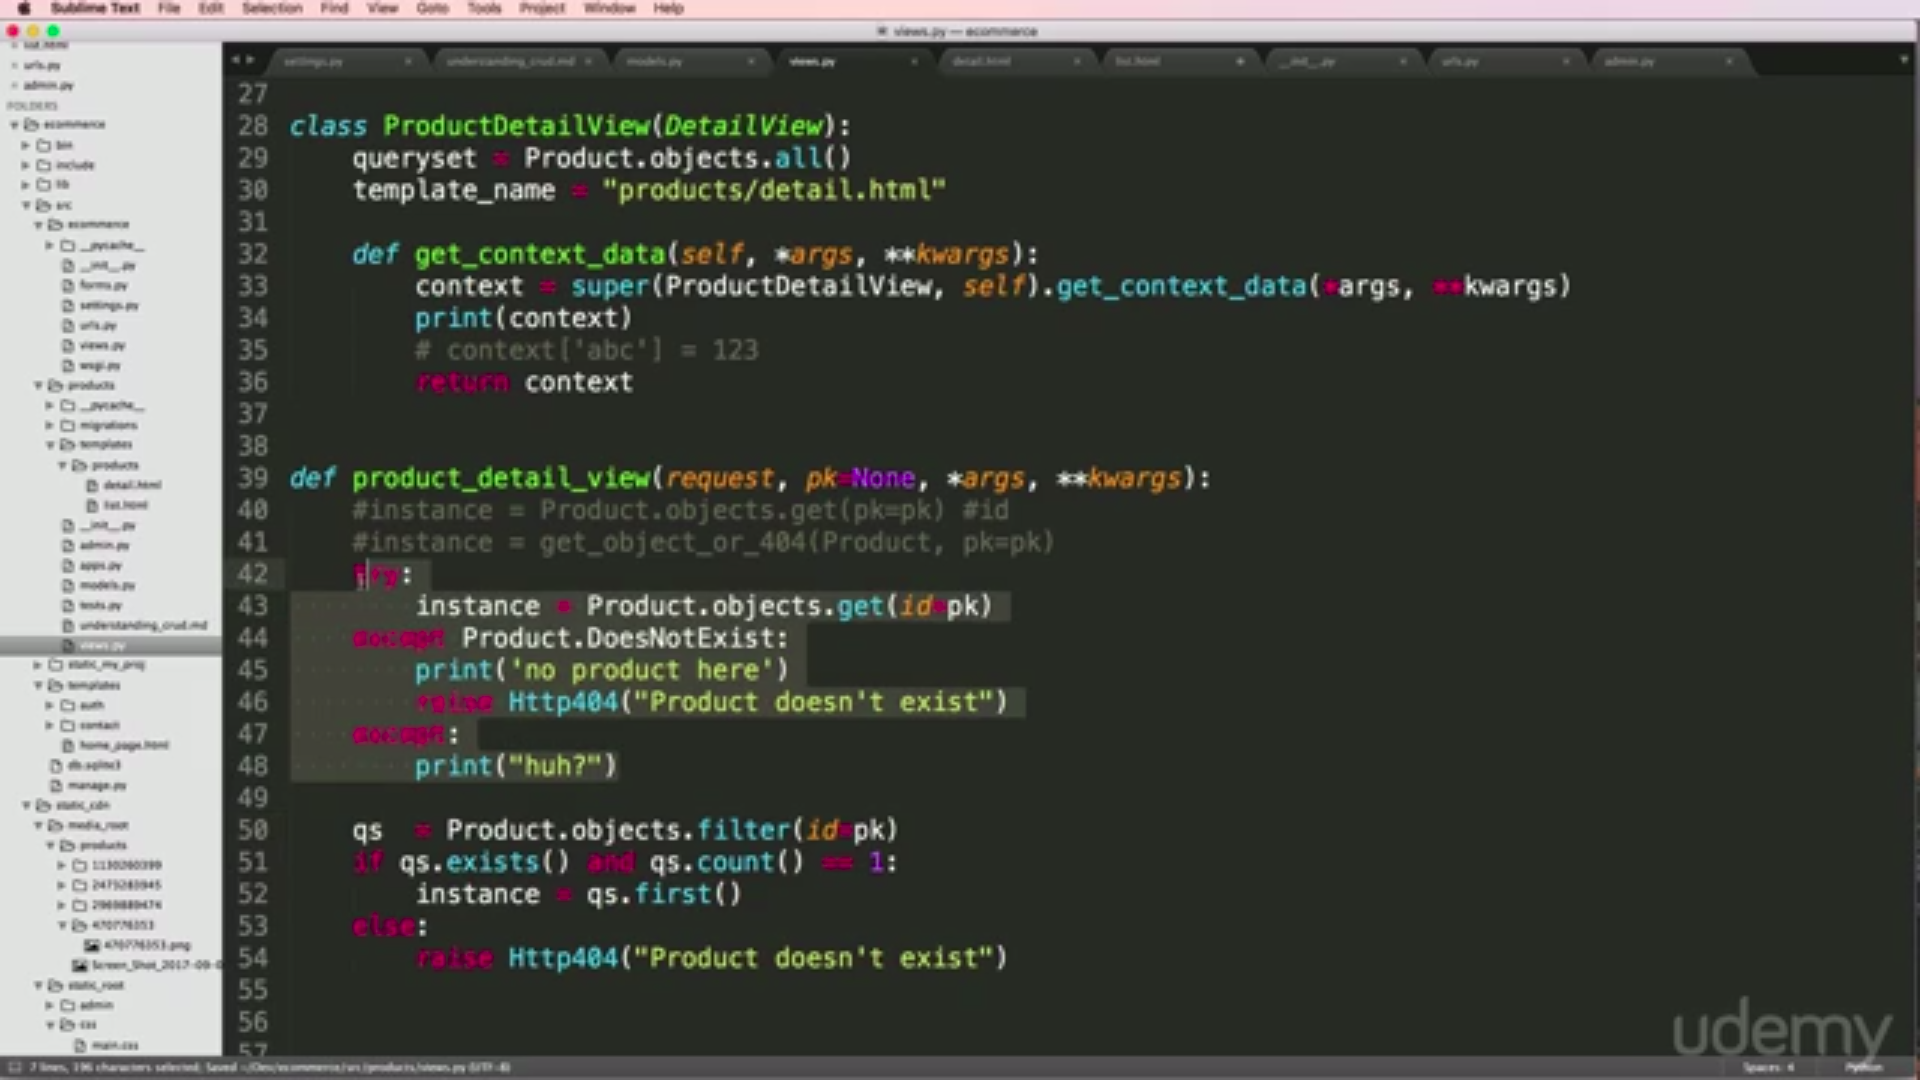 Sublime Text File Edit Selection Find View Goto Tools Project Window Help
views.py — ecommerce
list.html
urls.py
admin.py
FOLDERS
ecommerce
bin
include
lib
src
ecommerce
__pycache__
__init__.py
forms.py
settings.py
urls.py
views.py
wsgi.py
products
__pycache__
migrations
templates
products
detail.html
list.html
__init__.py
admin.py
apps.py
models.py
tests.py
understanding_crud.md
views.py
static_my_proj
templates
auth
contact
home_page.html
db.sqlite3
manage.py
static_cdn
media_root
products
1130260399
2473283945
2969889474
470776353
470776353.png
Screen_Shot_2017-09-0
static_root
admin
css
main.css
settings.py understanding_crud.md models.py views.py detail.html list.html __init__.py urls.py admin.py
27
28 class ProductDetailView(DetailView):
29 queryset = Product.objects.all()
30 template_name = "products/detail.html"
31
32 def get_context_data(self, *args, **kwargs):
33 context = super(ProductDetailView, self).get_context_data(*args, **kwargs)
34 print(context)
35 # context['abc'] = 123
36 return context
37
38
39 def product_detail_view(request, pk=None, *args, **kwargs):
40 #instance = Product.objects.get(pk=pk) #id
41 #instance = get_object_or_404(Product, pk=pk)
42 try:
43 instance = Product.objects.get(id=pk)
44 except Product.DoesNotExist:
45 print('no product here')
46 raise Http404("Product doesn't exist")
47 except:
48 print("huh?")
49
50 qs = Product.objects.filter(id=pk)
51 if qs.exists() and qs.count() == 1:
52 instance = qs.first()
53 else:
54 raise Http404("Product doesn't exist")
55
56
57
udemy
7 lines, 196 characters selected; Saved ~/Dev/ecommerce/src/products/views.py (UTF-8) Spaces: 4 Python